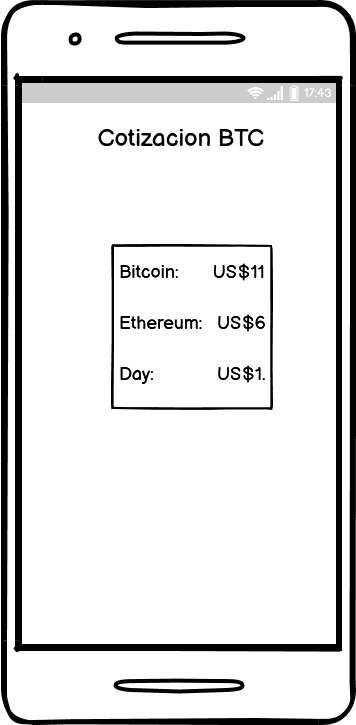 17:43
Cotizacion BTC
Bitcoin: US$11
Ethereum: US$6
Day: US$1.